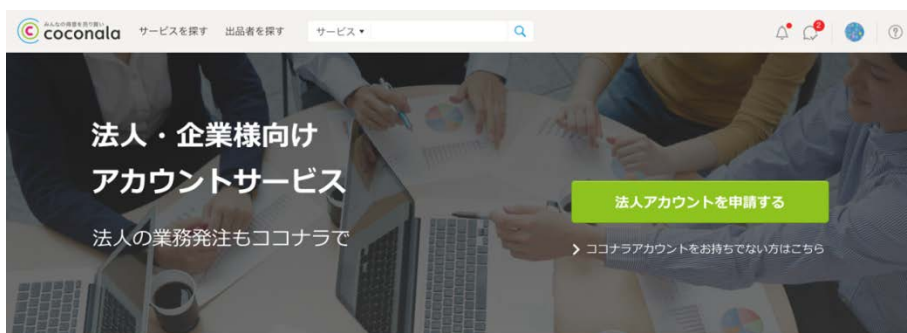 みんなの得意を売り買い
coconala
サービスを探す
出品者を探す
サービス
2
法人・企業様向け
アカウントサービス
法人の業務発注もココナラで
法人アカウントを申請する
ココナラアカウントをお持ちでない方はこちら